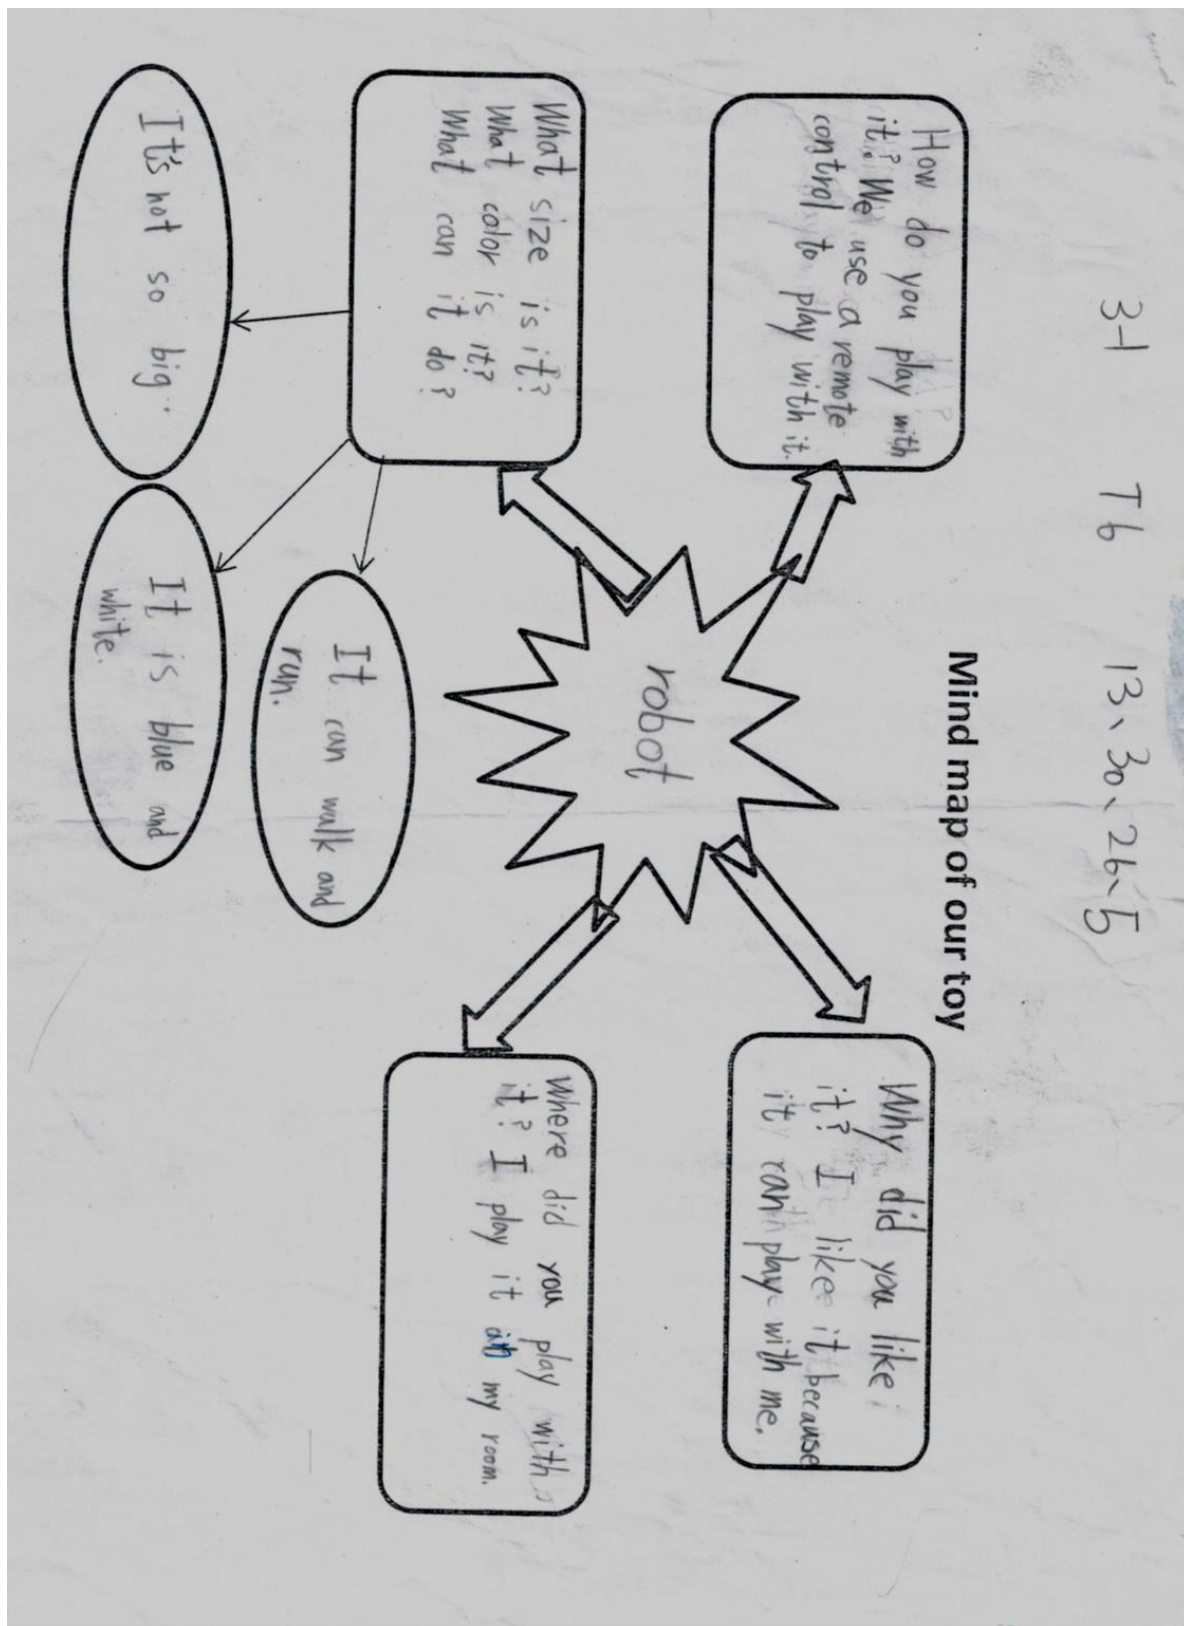 3-1 T6 13、30、26、5
Mind map of our toy
How do you play with
it? We use a remote
control to play with it.
Why did you like
it? I like it because
it can play with me.
robot
What size is it?
What color is it?
What can it do?
Where did you play with
it? I play it in my room.
It can walk and
run.
It's not so big.
It is blue and
white.